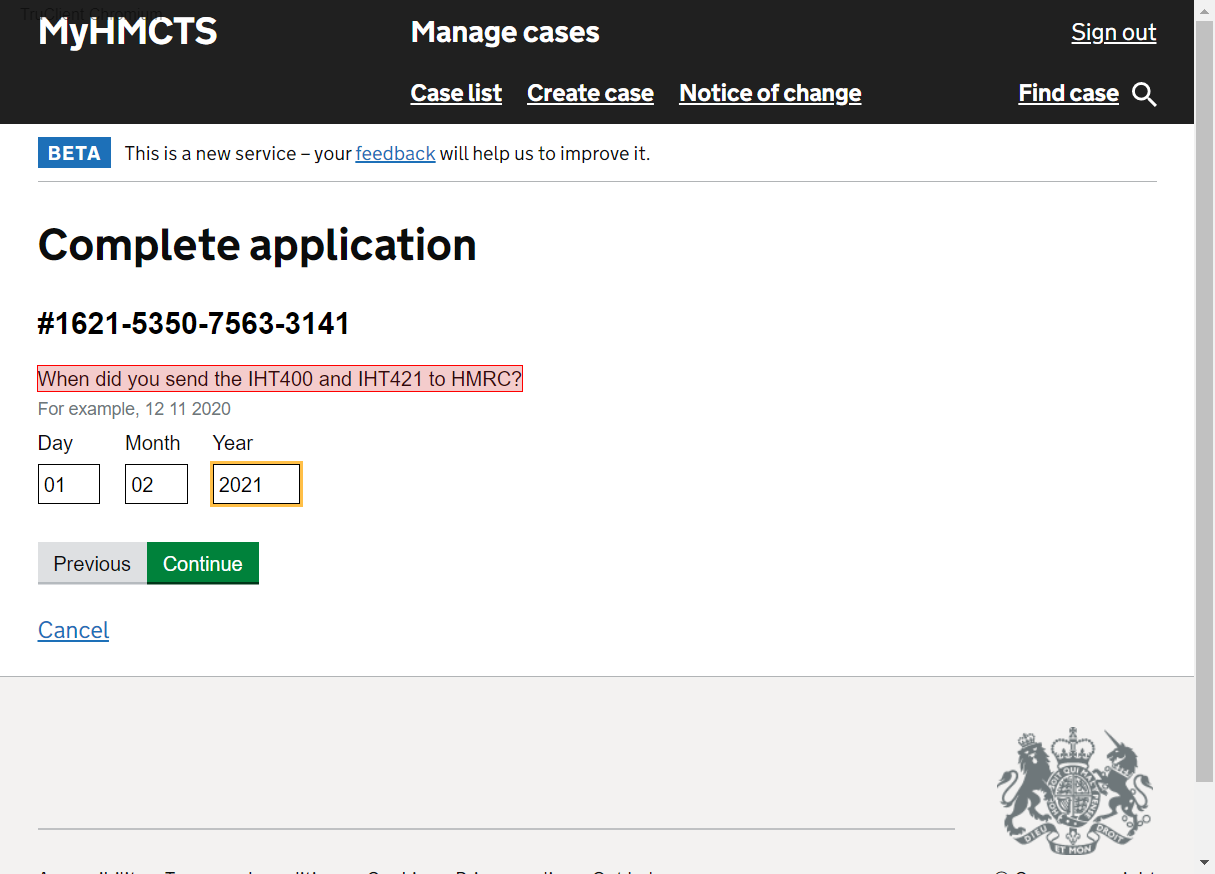 TruClient Chromium
MyHMCTS
Manage cases
Sign out
Case list
Create case
Notice of change
Find case
BETA
This is a new service – your feedback will help us to improve it.
Complete application
#1621-5350-7563-3141
When did you send the IHT400 and IHT421 to HMRC?
For example, 12 11 2020
Day Month Year
01 02 2021
Previous Continue
Cancel
DIEU ET MON DROIT